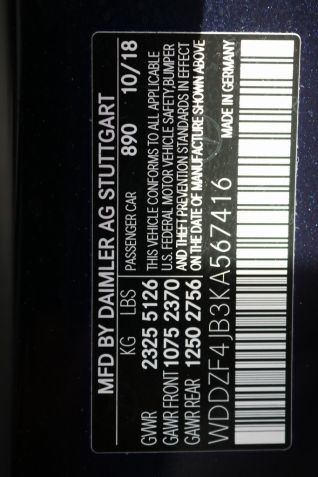 MFD BY DAIMLER AG STUTTGART
KG LBS PASSENGER CAR 890 10/18
GVWR 2325 5126 THIS VEHICLE CONFORMS TO ALL APPLICABLE
GAWR FRONT 1075 2370 U.S. FEDERAL MOTOR VEHICLE SAFETY,BUMPER
GAWR REAR 1250 2756 AND THEFT PREVENTION STANDARDS IN EFFECT
ON THE DATE OF MANUFACTURE SHOWN ABOVE
WDDZF4JB3KA567416 MADE IN GERMANY